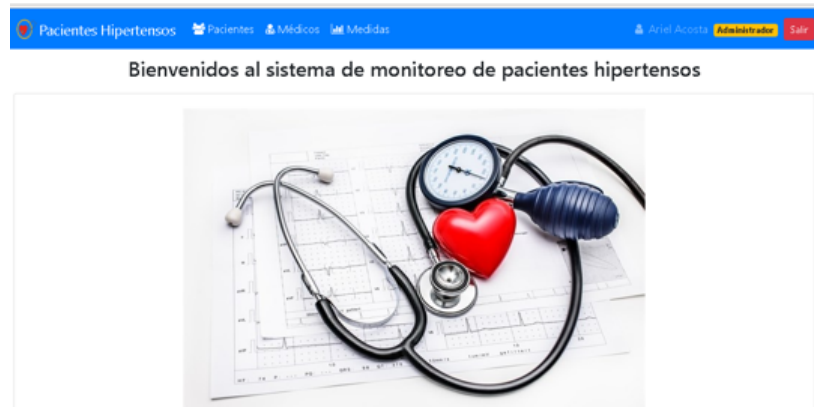 Pacientes Hipertensos Pacientes Médicos Medidas Ariel Acosta Administrador Salir
Bienvenidos al sistema de monitoreo de pacientes hipertensos